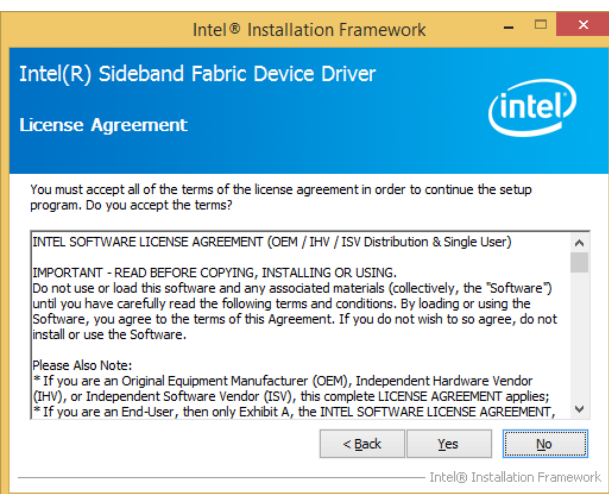 Intel® Installation Framework
Intel(R) Sideband Fabric Device Driver
License Agreement
intel
You must accept all of the terms of the license agreement in order to continue the setup
program. Do you accept the terms?
INTEL SOFTWARE LICENSE AGREEMENT (OEM / IHV / ISV Distribution & Single User)
IMPORTANT - READ BEFORE COPYING, INSTALLING OR USING.
Do not use or load this software and any associated materials (collectively, the "Software")
until you have carefully read the following terms and conditions. By loading or using the
Software, you agree to the terms of this Agreement. If you do not wish to so agree, do not
install or use the Software.
Please Also Note:
* If you are an Original Equipment Manufacturer (OEM), Independent Hardware Vendor
(IHV), or Independent Software Vendor (ISV), this complete LICENSE AGREEMENT applies;
* If you are an End-User, then only Exhibit A, the INTEL SOFTWARE LICENSE AGREEMENT,
< Back Yes No
Intel® Installation Framework